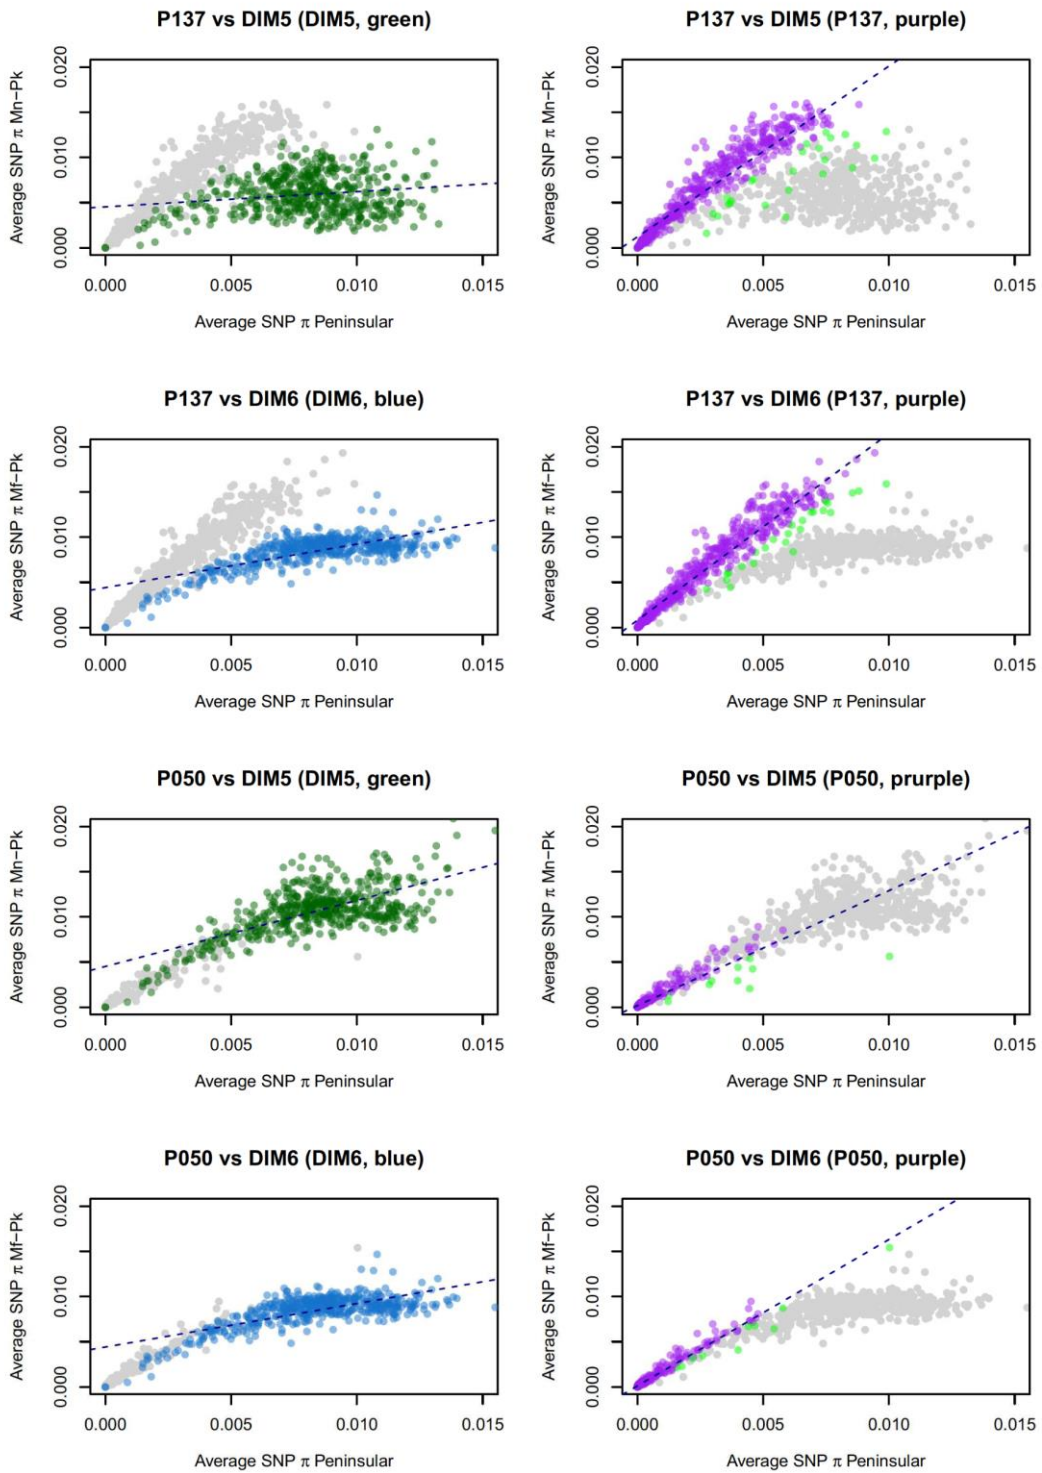 P137 vs DIM5 (DIM5, green)
Average SNP π Mn−Pk
0.000 0.010 0.020
0.000 0.005 0.010 0.015
Average SNP π Peninsular
P137 vs DIM5 (P137, purple)
Average SNP π Mn−Pk
0.000 0.010 0.020
0.000 0.005 0.010 0.015
Average SNP π Peninsular
P137 vs DIM6 (DIM6, blue)
Average SNP π Mf−Pk
0.000 0.010 0.020
0.000 0.005 0.010 0.015
Average SNP π Peninsular
P137 vs DIM6 (P137, purple)
Average SNP π Mf−Pk
0.000 0.010 0.020
0.000 0.005 0.010 0.015
Average SNP π Peninsular
P050 vs DIM5 (DIM5, green)
Average SNP π Mn−Pk
0.000 0.010 0.020
0.000 0.005 0.010 0.015
Average SNP π Peninsular
P050 vs DIM5 (P050, prurple)
Average SNP π Mn−Pk
0.000 0.010 0.020
0.000 0.005 0.010 0.015
Average SNP π Peninsular
P050 vs DIM6 (DIM6, blue)
Average SNP π Mf−Pk
0.000 0.010 0.020
0.000 0.005 0.010 0.015
Average SNP π Peninsular
P050 vs DIM6 (P050, purple)
Average SNP π Mf−Pk
0.000 0.010 0.020
0.000 0.005 0.010 0.015
Average SNP π Peninsular